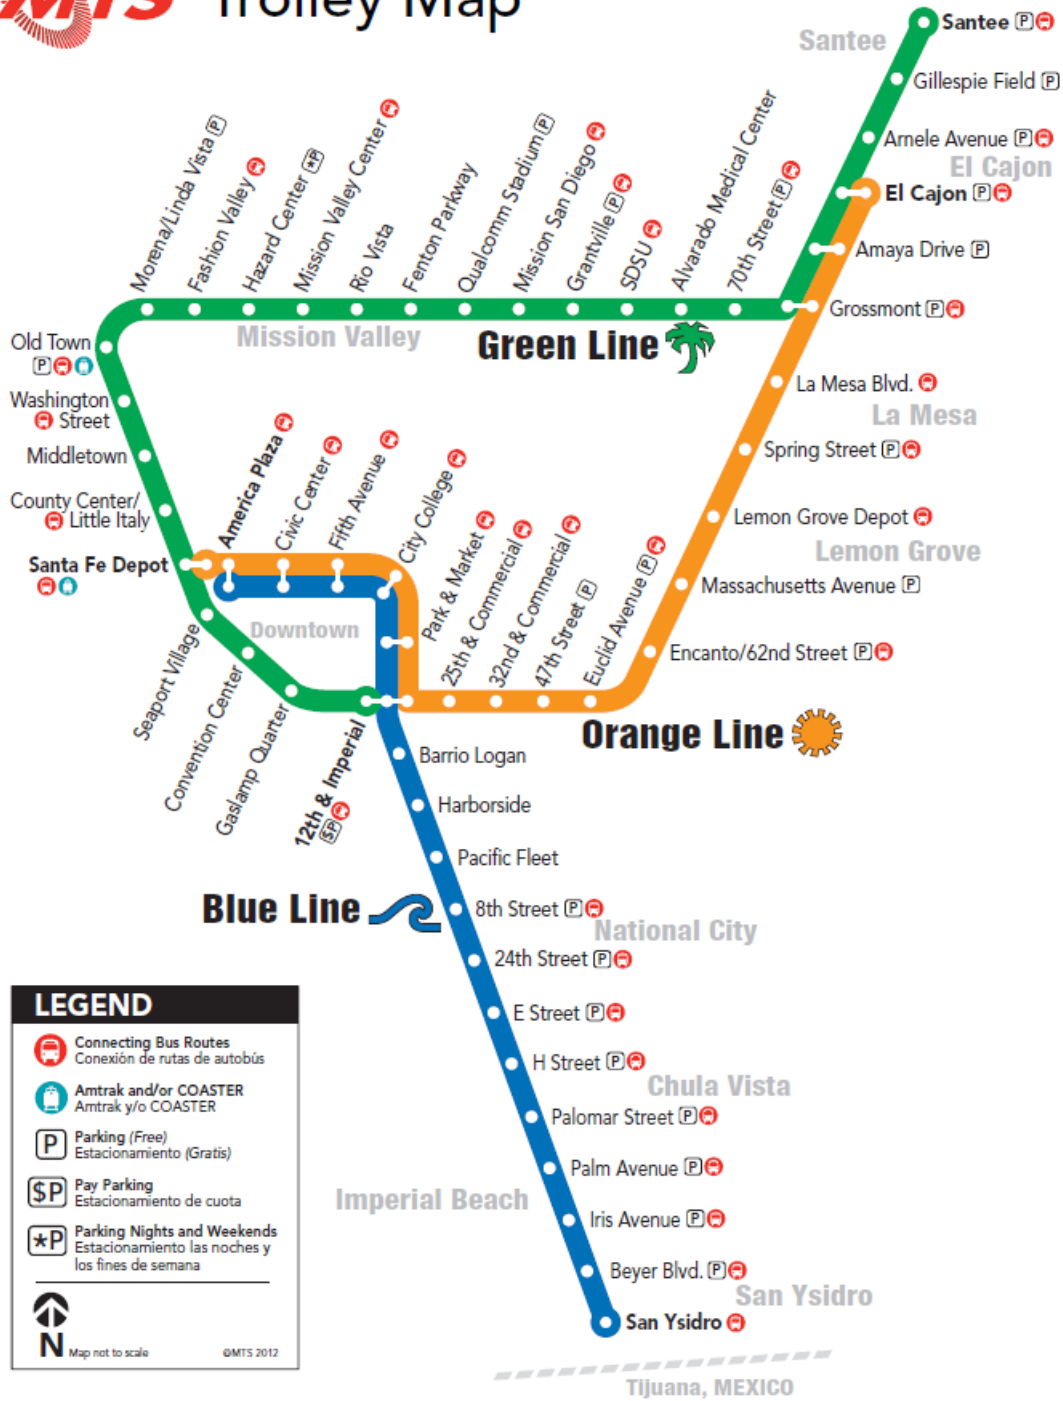 MTS Trolley Map
Santee P
Santee
Gillespie Field P
Arnele Avenue P
El Cajon
El Cajon P
Amaya Drive P
Grossmont P
La Mesa Blvd.
La Mesa
Spring Street P
Lemon Grove Depot
Lemon Grove
Massachusetts Avenue P
Encanto/62nd Street P
Morena/Linda Vista P
Fashion Valley
Hazard Center *P
Mission Valley Center
Rio Vista
Fenton Parkway
Qualcomm Stadium P
Mission San Diego
Grantville P
SDSU
Alvarado Medical Center
70th Street P
Mission Valley
Green Line
Old Town
P
Washington
Street
Middletown
County Center/
Little Italy
Santa Fe Depot
America Plaza
Civic Center
Fifth Avenue
City College
Park & Market
25th & Commercial
32nd & Commercial
47th Street P
Euclid Avenue P
Downtown
Seaport Village
Convention Center
Gaslamp Quarter
12th & Imperial
$P
Orange Line
Barrio Logan
Harborside
Pacific Fleet
Blue Line
8th Street P
National City
24th Street P
E Street P
H Street P
Chula Vista
Palomar Street P
Palm Avenue P
Imperial Beach
Iris Avenue P
Beyer Blvd. P
San Ysidro
San Ysidro
Tijuana, MEXICO
LEGEND
Connecting Bus Routes
Conexión de rutas de autobús
Amtrak and/or COASTER
Amtrak y/o COASTER
P Parking (Free)
Estacionamiento (Gratis)
$P Pay Parking
Estacionamiento de cuota
*P Parking Nights and Weekends
Estacionamiento las noches y
los fines de semana
N Map not to scale ©MTS 2012